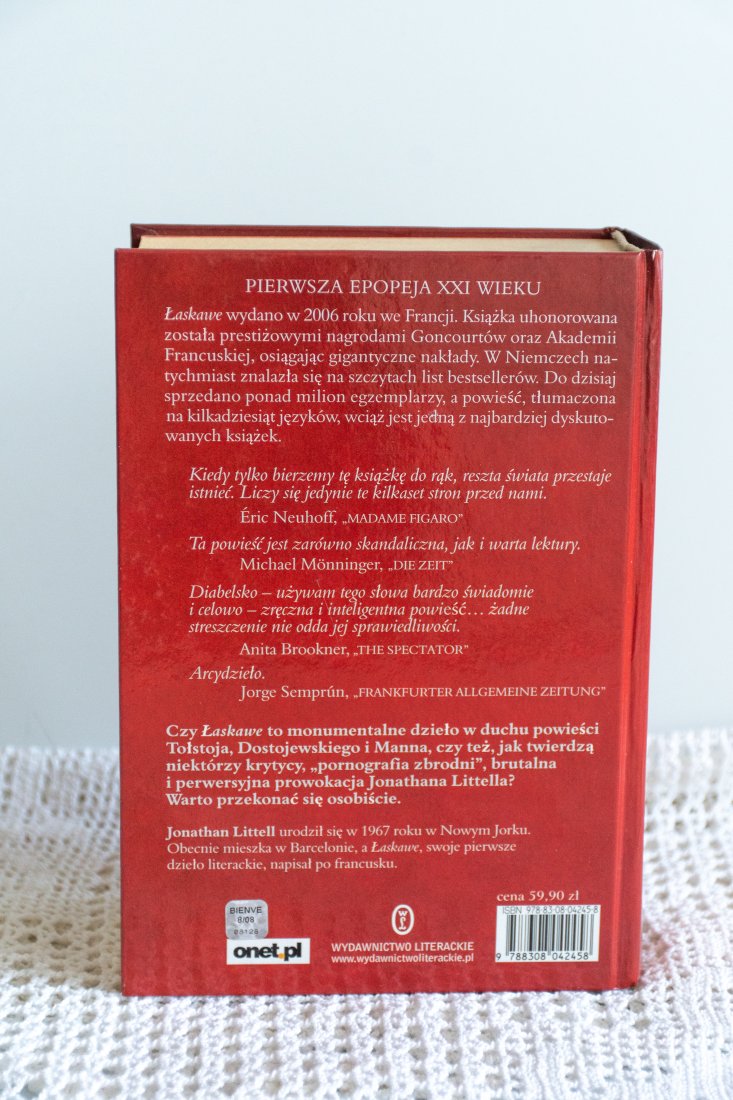 PIERWSZA EPOPEJA XXI WIEKU
Łaskawe wydano w 2006 roku we Francji. Książka uhonorowana
została prestiżowymi nagrodami Goncourtów oraz Akademii
Francuskiej, osiągając gigantyczne nakłady. W Niemczech na-
tychmiast znalazła się na szczytach list bestsellerów. Do dzisiaj
sprzedano ponad milion egzemplarzy, a powieść, tłumaczona
na kilkadziesiąt języków, wciąż jest jedną z najbardziej dyskuto-
wanych książek.
Kiedy tylko bierzemy tę książkę do rąk, reszta świata przestaje
istnieć. Liczy się jedynie te kilkaset stron przed nami.
Éric Neuhoff, „MADAME FIGARO”
Ta powieść jest zarówno skandaliczna, jak i warta lektury.
Michael Mönninger, „DIE ZEIT”
Diabelsko – używam tego słowa bardzo świadomie
i celowo – zręczna i inteligentna powieść... żadne
streszczenie nie odda jej sprawiedliwości.
Anita Brookner, „THE SPECTATOR”
Arcydzieło.
Jorge Semprún, „FRANKFURTER ALLGEMEINE ZEITUNG”
Czy Łaskawe to monumentalne dzieło w duchu powieści
Tołstoja, Dostojewskiego i Manna, czy też, jak twierdzą
niektórzy krytycy, „pornografia zbrodni”, brutalna
i perwersyjna prowokacja Jonathana Littella?
Warto przekonać się osobiście.
Jonathan Littell urodził się w 1967 roku w Nowym Jorku.
Obecnie mieszka w Barcelonie, a Łaskawe, swoje pierwsze
dzieło literackie, napisał po francusku.
cena 59,90 zł
ISBN 978-83-08-04245-8
9 788308 042458
BIENVE
8/08
onet.pl
WYDAWNICTWO LITERACKIE
www.wydawnictwoliterackie.pl